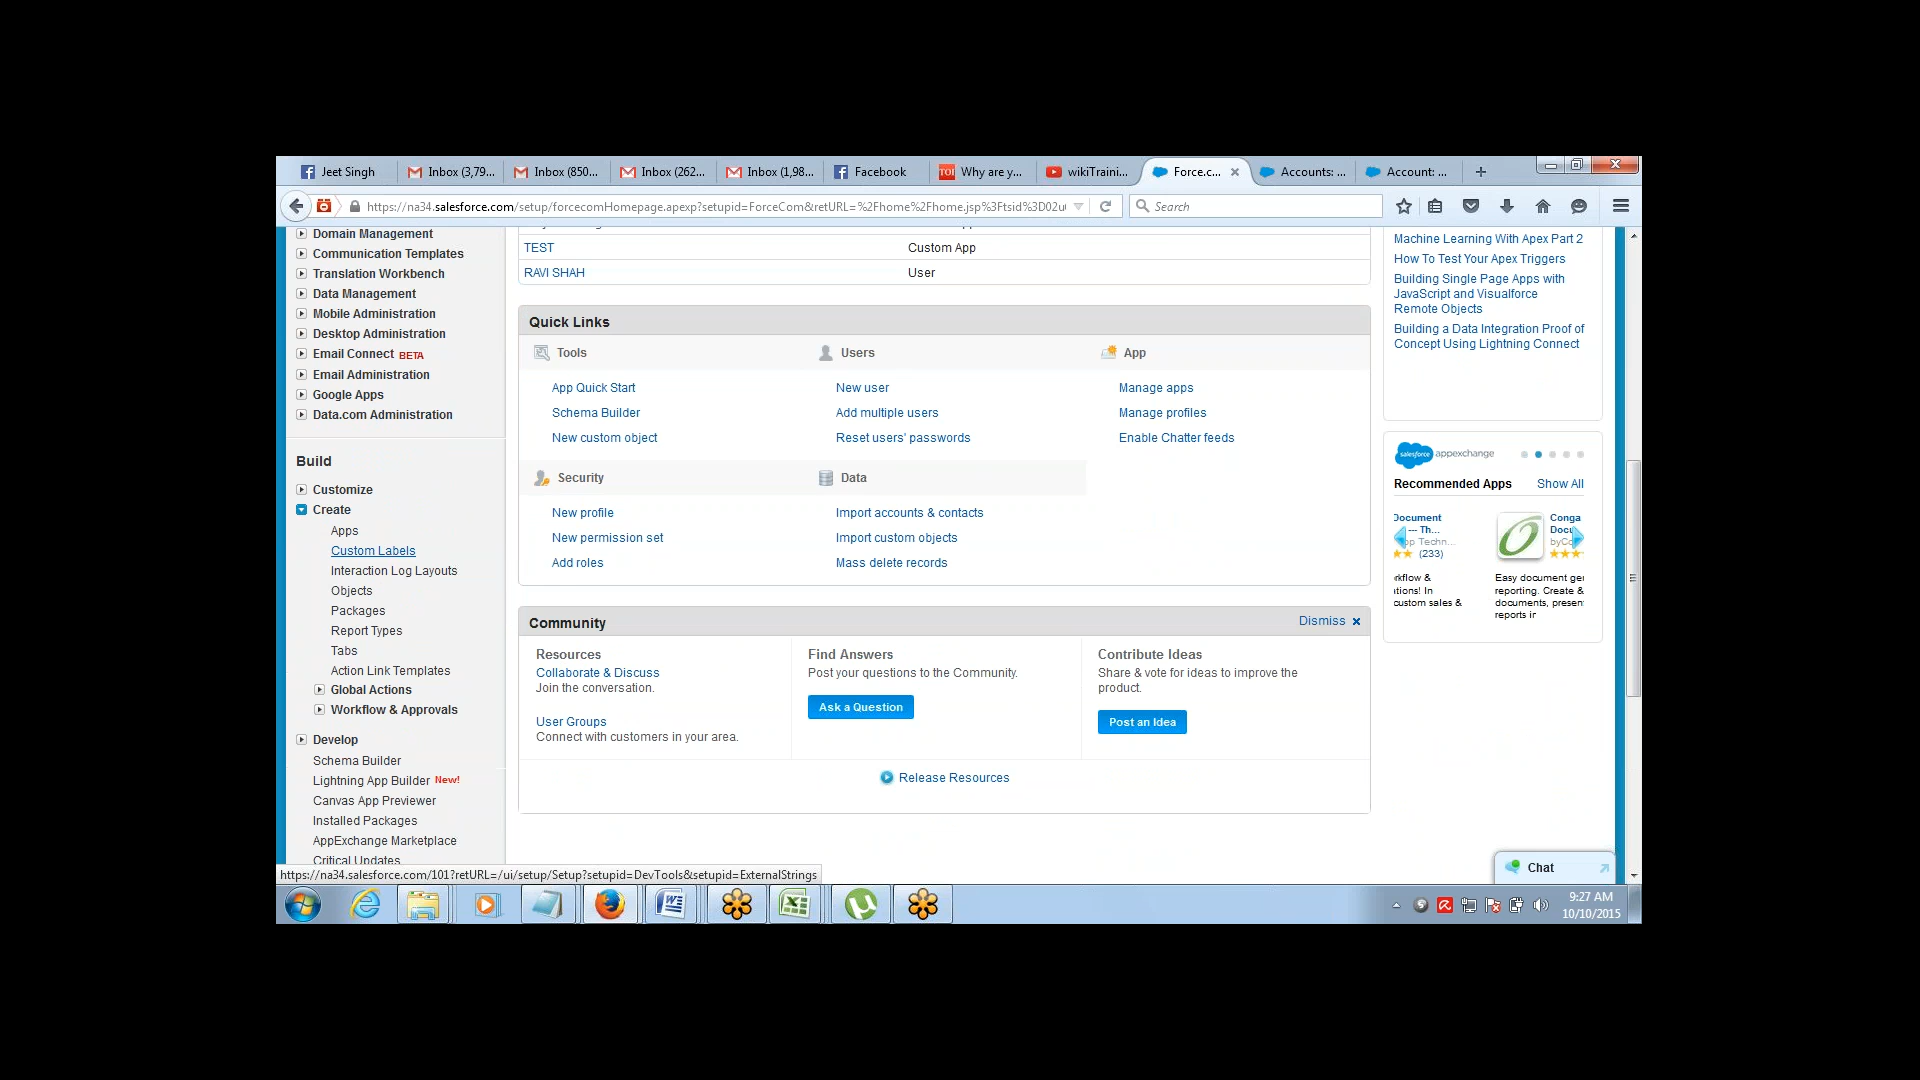 Jeet Singh
Inbox (3,79...
Inbox (850...
Inbox (262...
Inbox (1,98...
Facebook
TOI Why are y...
wikiTraini...
Force.c...
Accounts: ...
Account: ...
https://na34.salesforce.com/setup/forcecomHomepage.apexp?setupid=ForceCom&retURL=%2Fhome%2Fhome.jsp%3Ftsid%3D02u
Search
Domain Management
Communication Templates
Translation Workbench
Data Management
Mobile Administration
Desktop Administration
Email Connect BETA
Email Administration
Google Apps
Data.com Administration
Build
Customize
Create
Apps
Custom Labels
Interaction Log Layouts
Objects
Packages
Report Types
Tabs
Action Link Templates
Global Actions
Workflow & Approvals
Develop
Schema Builder
Lightning App Builder New!
Canvas App Previewer
Installed Packages
AppExchange Marketplace
Critical Updates
TEST Custom App
RAVI SHAH User
Quick Links
Tools
App Quick Start
Schema Builder
New custom object
Users
New user
Add multiple users
Reset users' passwords
App
Manage apps
Manage profiles
Enable Chatter feeds
Security
New profile
New permission set
Add roles
Data
Import accounts & contacts
Import custom objects
Mass delete records
Community
Dismiss
Resources
Collaborate & Discuss
Join the conversation.
User Groups
Connect with customers in your area.
Find Answers
Post your questions to the Community.
Ask a Question
Contribute Ideas
Share & vote for ideas to improve the
product.
Post an Idea
Release Resources
Machine Learning With Apex Part 2
How To Test Your Apex Triggers
Building Single Page Apps with
JavaScript and Visualforce
Remote Objects
Building a Data Integration Proof of
Concept Using Lightning Connect
salesforce appexchange
Recommended Apps Show All
Document
--- Th...
Techn...
(233)
Conga
byCo
Easy document
reporting. Create &
documents,
reports
custom sales &
Chat
https://na34.salesforce.com/101?retURL=/ui/setup/Setup?setupid=DevTools&setupid=ExternalStrings
9:27 AM
10/10/2015